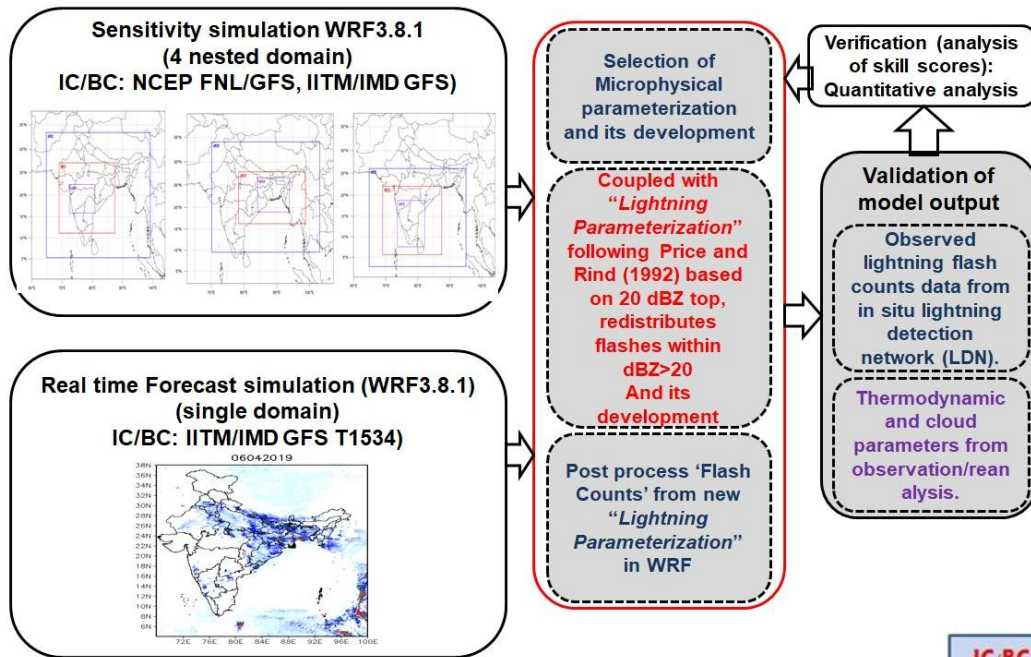 Sensitivity simulation WRF3.8.1
(4 nested domain)
IC/BC: NCEP FNL/GFS, IITM/IMD GFS)
Real time Forecast simulation (WRF3.8.1)
(single domain)
IC/BC: IITM/IMD GFS T1534)
06042019
38N
36N
34N
32N
30N
28N
26N
24N
22N
20N
18N
16N
14N
12N
10N
8N
6N
72E 76E 80E 84E 88E 92E 96E 100E
Selection of
Microphysical
parameterization
and its development
Coupled with
“Lightning
Parameterization”
following Price and
Rind (1992) based
on 20 dBZ top,
redistributes
flashes within
dBZ>20
And its
development
Post process ‘Flash
Counts’ from new
“Lightning
Parameterization”
in WRF
Verification (analysis
of skill scores):
Quantitative analysis
Validation of
model output
Observed
lightning flash
counts data from
in situ lightning
detection
network (LDN).
Thermodynamic
and cloud
parameters from
observation/rean
alysis.
IC/BC